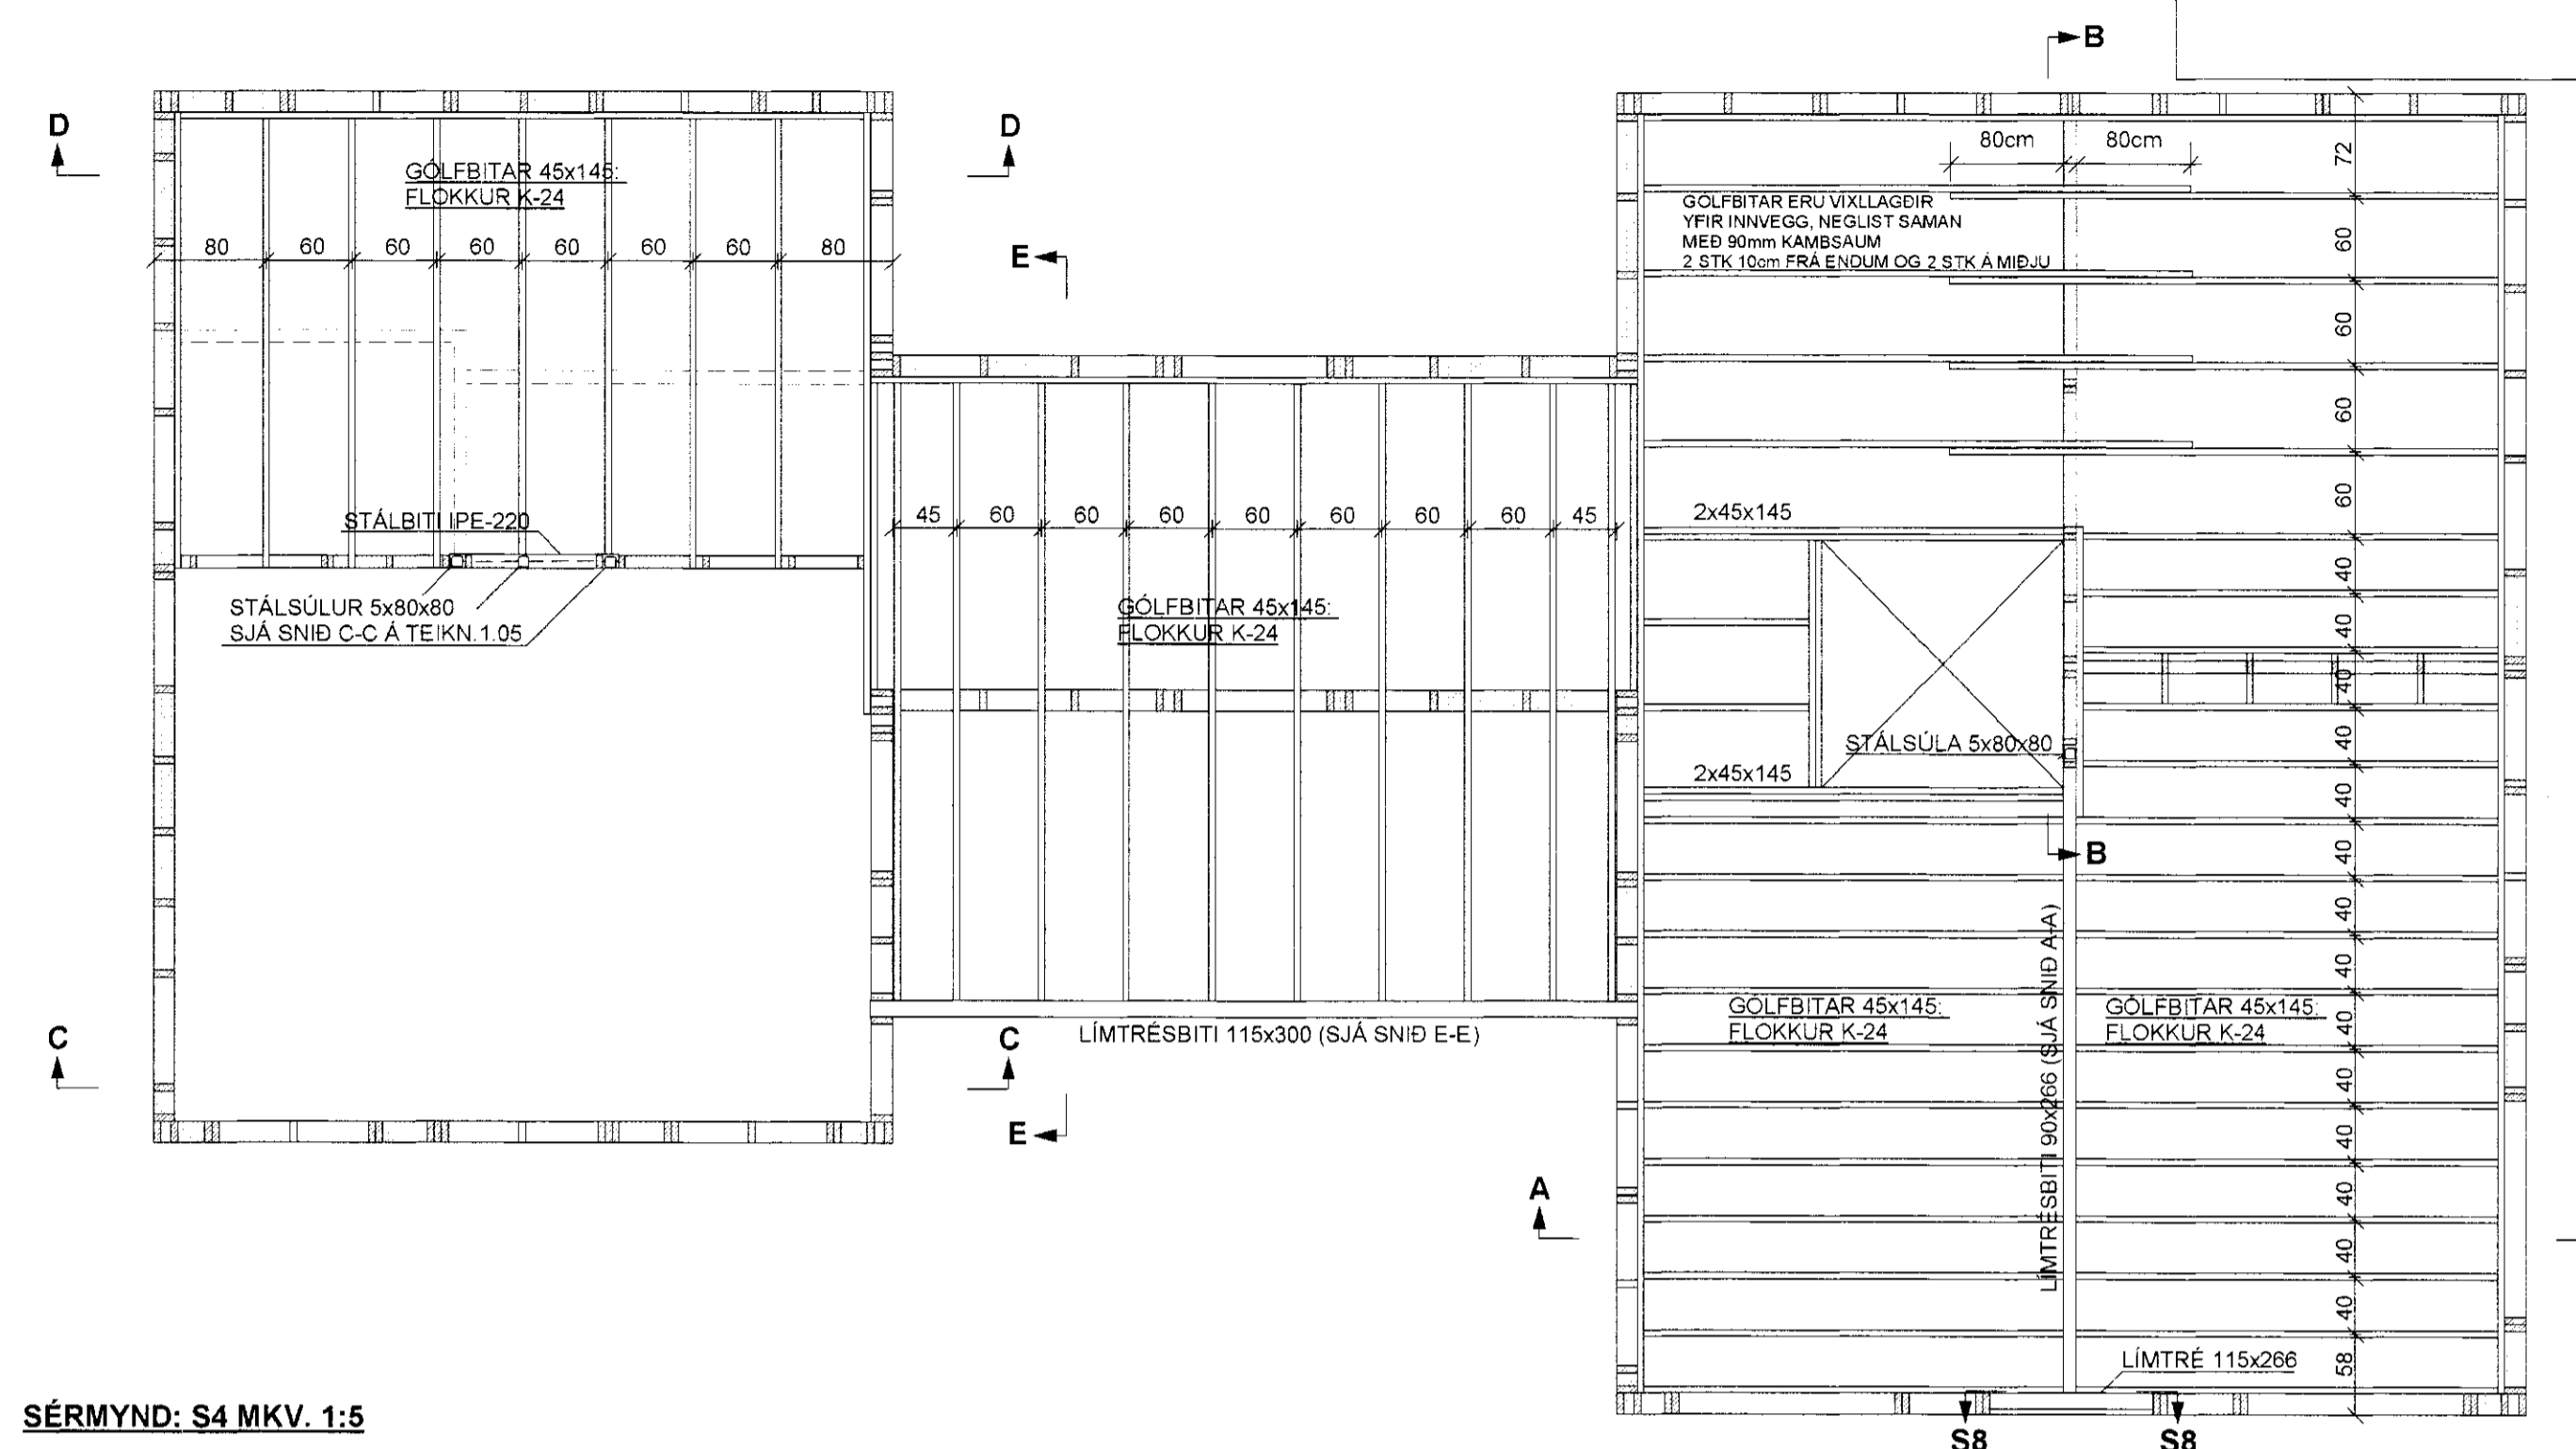 B
D
D
80cm
80cm
72
GÓLFBITAR 45x145:
FLOKKUR K-24
GÓLFBITAR ERU VÍXLLAGÐIR
YFIR INNVEGG, NEGLIST SAMAN
MEÐ 90mm KAMBSAUM
2 STK 10cm FRÁ ENDUM OG 2 STK Á MIÐJU
80
60
60
60
60
60
60
80
E
60
60
60
60
STÁLBITI IPE-220
45
60
60
60
60
60
60
60
45
2x45x145
STÁLSÚLUR 5x80x80
SJÁ SNIÐ C-C Á TEIKN.1.05
GÓLFBITAR 45x145:
FLOKKUR K-24
40
40
40
40
40
40
40
40
40
40
40
40
40
40
58
STÁLSÚLA 5x80x80
2x45x145
B
LÍMTRÉSBITI 90x266 (SJÁ SNIÐ A-A)
GÓLFBITAR 45x145:
FLOKKUR K-24
GÓLFBITAR 45x145:
FLOKKUR K-24
C
C
LÍMTRÉSBITI 115x300 (SJÁ SNIÐ E-E)
E
A
LÍMTRÉ 115x266
SÉRMYND: S4 MKV. 1:5
S8
S8